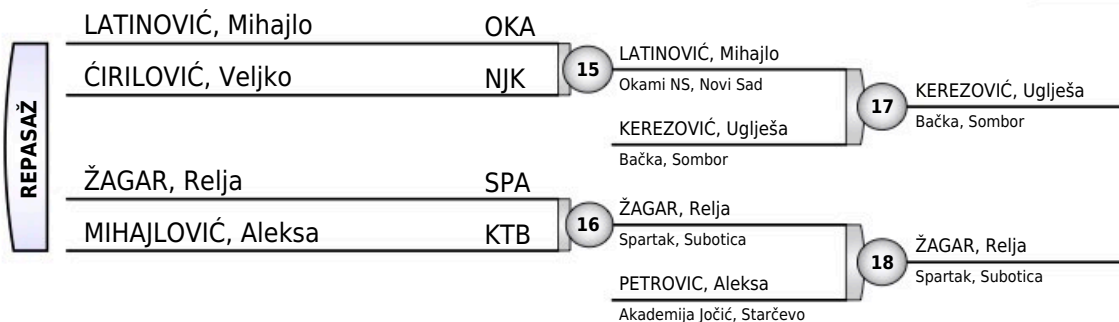 REPASAŽ
LATINOVIĆ, Mihajlo OKA
ĆIRILOVIĆ, Veljko NJK
15
LATINOVIĆ, Mihajlo
Okami NS, Novi Sad
KEREZOVIĆ, Uglješa
Bačka, Sombor
17
KEREZOVIĆ, Uglješa
Bačka, Sombor
ŽAGAR, Relja SPA
MIHAJLOVIĆ, Aleksa KTB
16
ŽAGAR, Relja
Spartak, Subotica
PETROVIC, Aleksa
Akademija Jočić, Starčevo
18
ŽAGAR, Relja
Spartak, Subotica